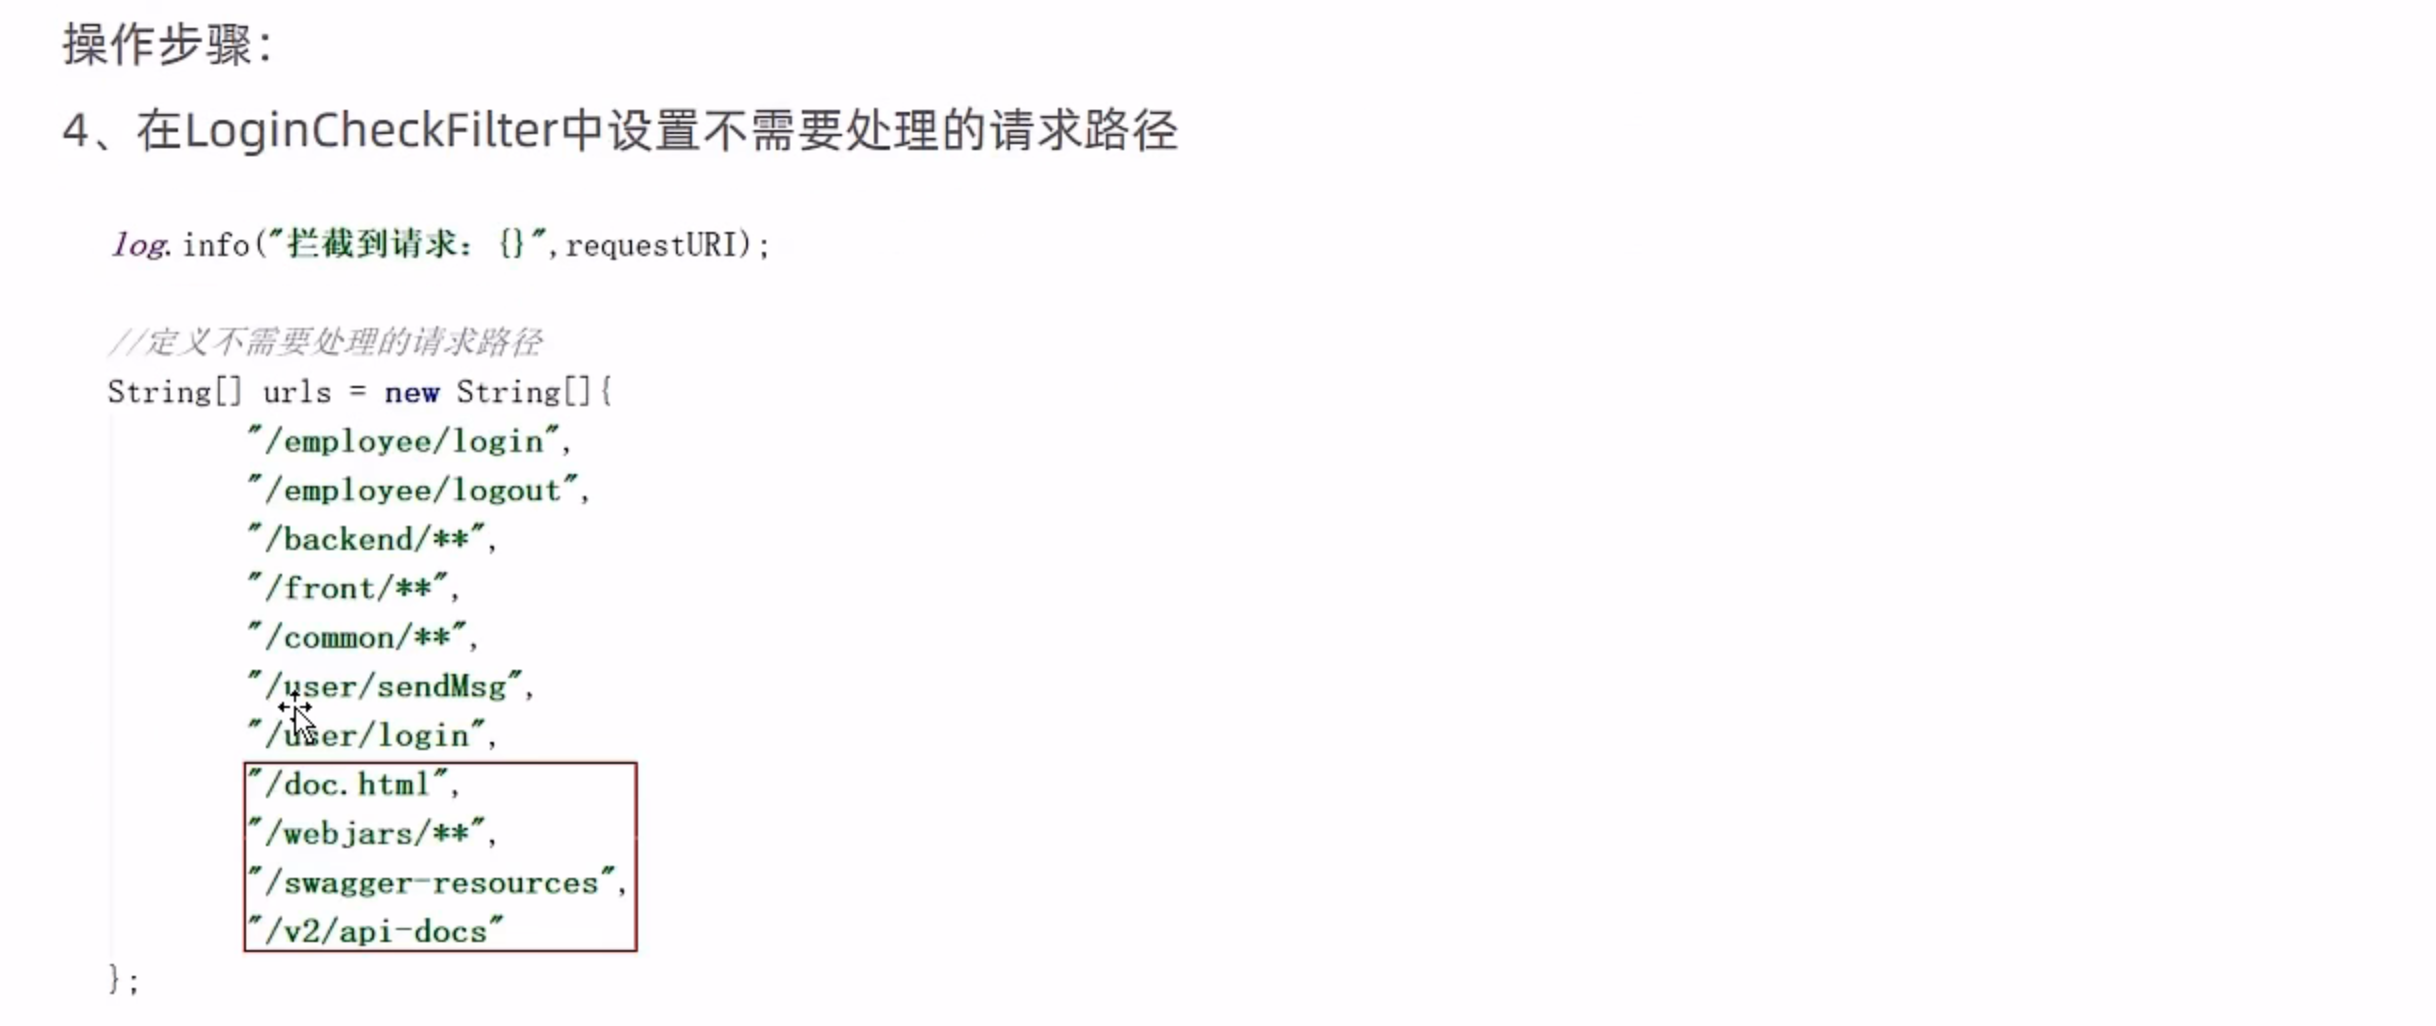 操作步骤：
4、在LoginCheckFilter中设置不需要处理的请求路径
log.info("拦截到请求：{}",requestURI);
//定义不需要处理的请求路径
String[] urls = new String[]{
"/employee/login",
"/employee/logout",
"/backend/**",
"/front/**",
"/common/**",
"/user/sendMsg",
"/user/login",
"/doc.html",
"/webjars/**",
"/swagger-resources",
"/v2/api-docs"
};